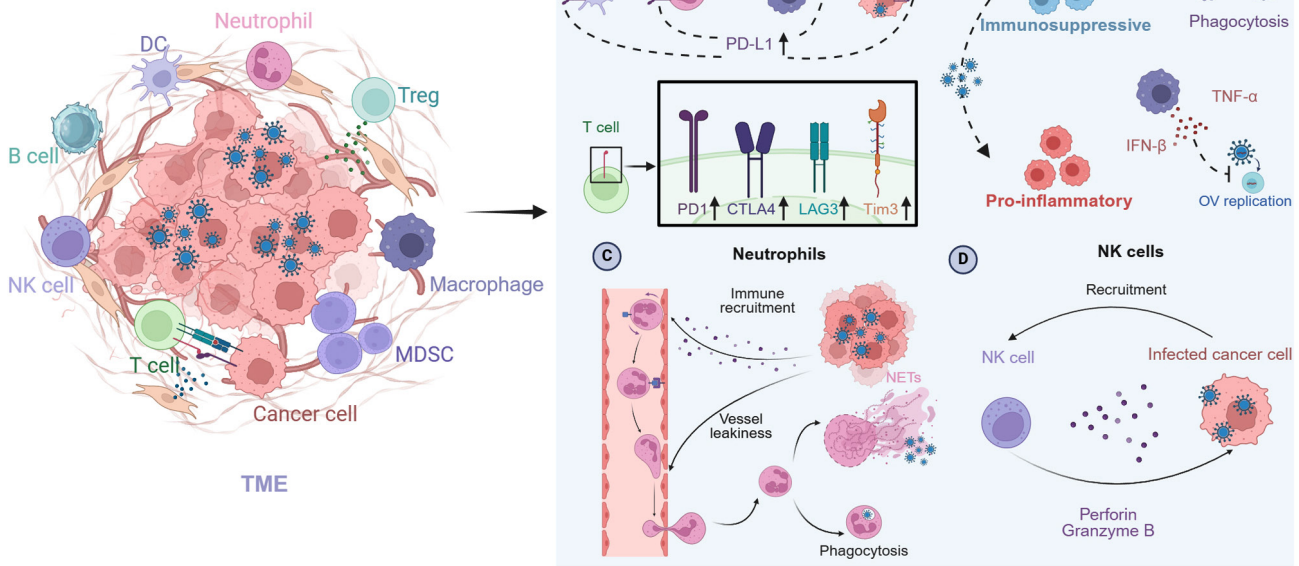 Neutrophil
DC
Treg
B cell
NK cell
Macrophage
T cell
MDSC
Cancer cell
TME
PD-L1
T cell
PD1
CTLA4
LAG3
Tim3
Immunosuppressive
Phagocytosis
TNF-α
IFN-β
Pro-inflammatory
OV replication
C
Neutrophils
Immune
recruitment
NETs
Vessel
leakiness
Phagocytosis
D
NK cells
Recruitment
NK cell
Infected cancer cell
Perforin
Granzyme B